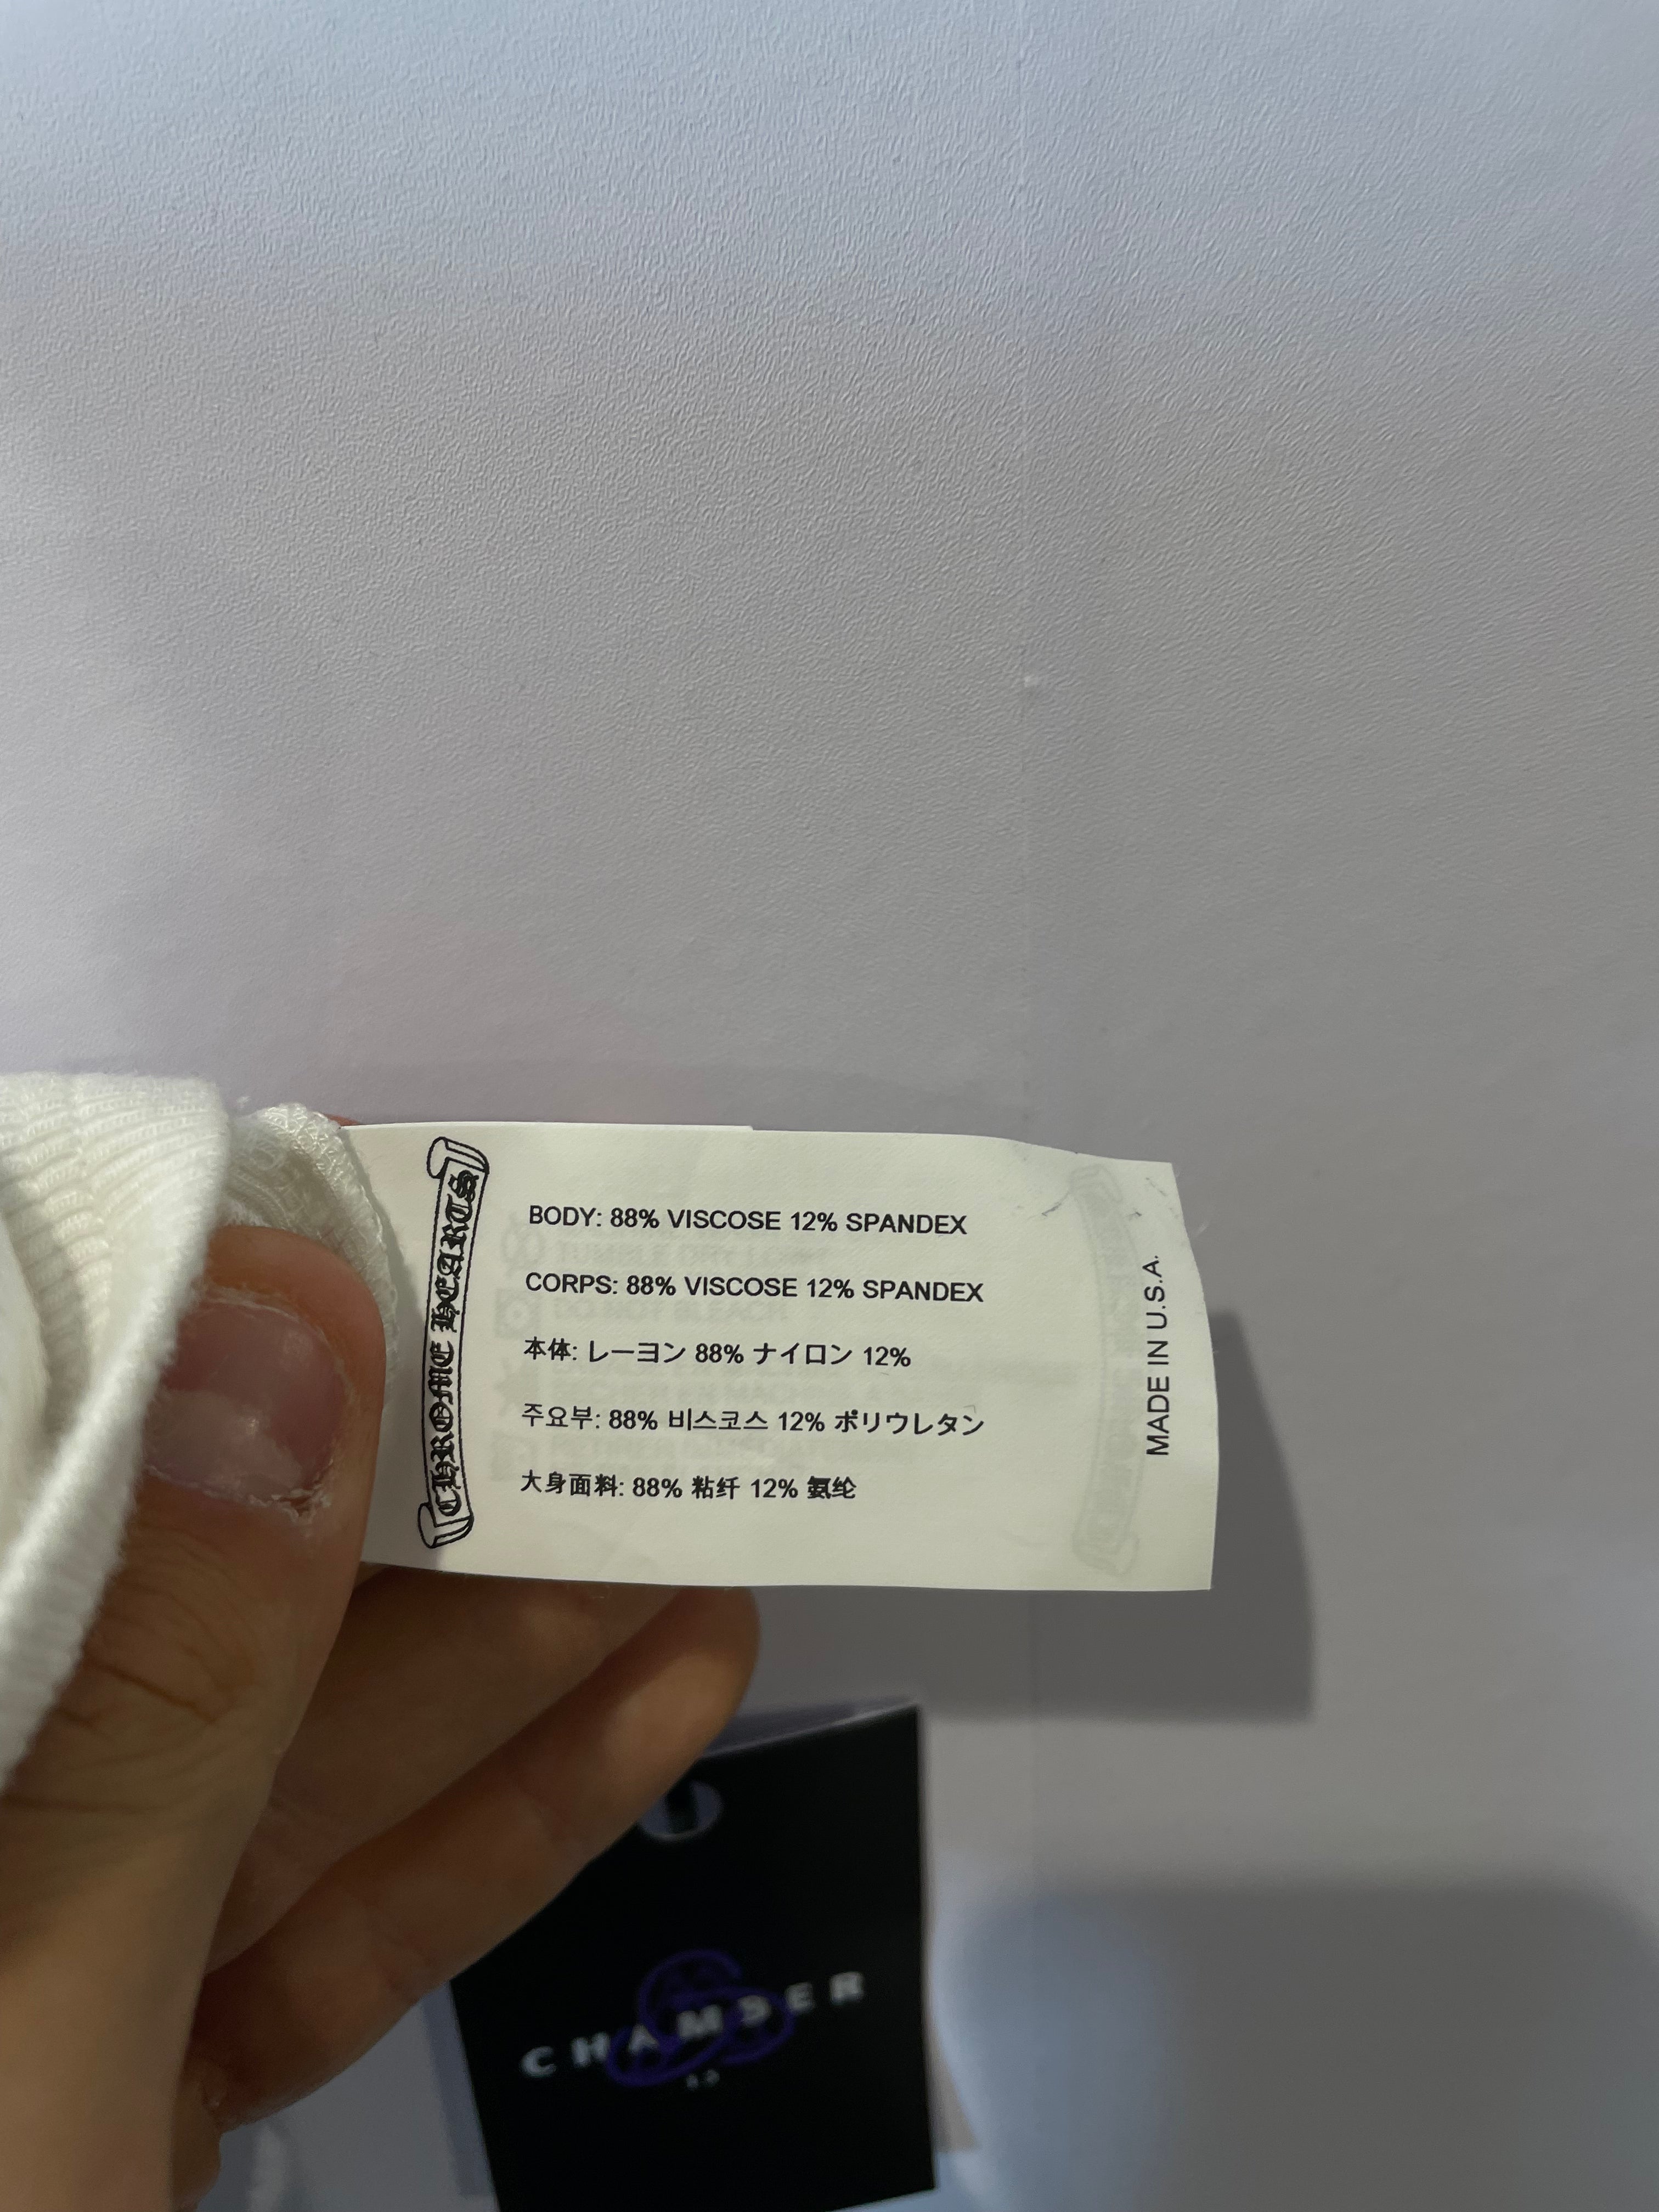 CHROME HEARTS
BODY: 88% VISCOSE 12% SPANDEX
CORPS: 88% VISCOSE 12% SPANDEX
本体: レーヨン 88% ナイロン 12%
주요부: 88% 비스코스 12% ポリウレタン
大身面料: 88% 粘纤 12% 氨纶
MADE IN U.S.A.
CHAMSER